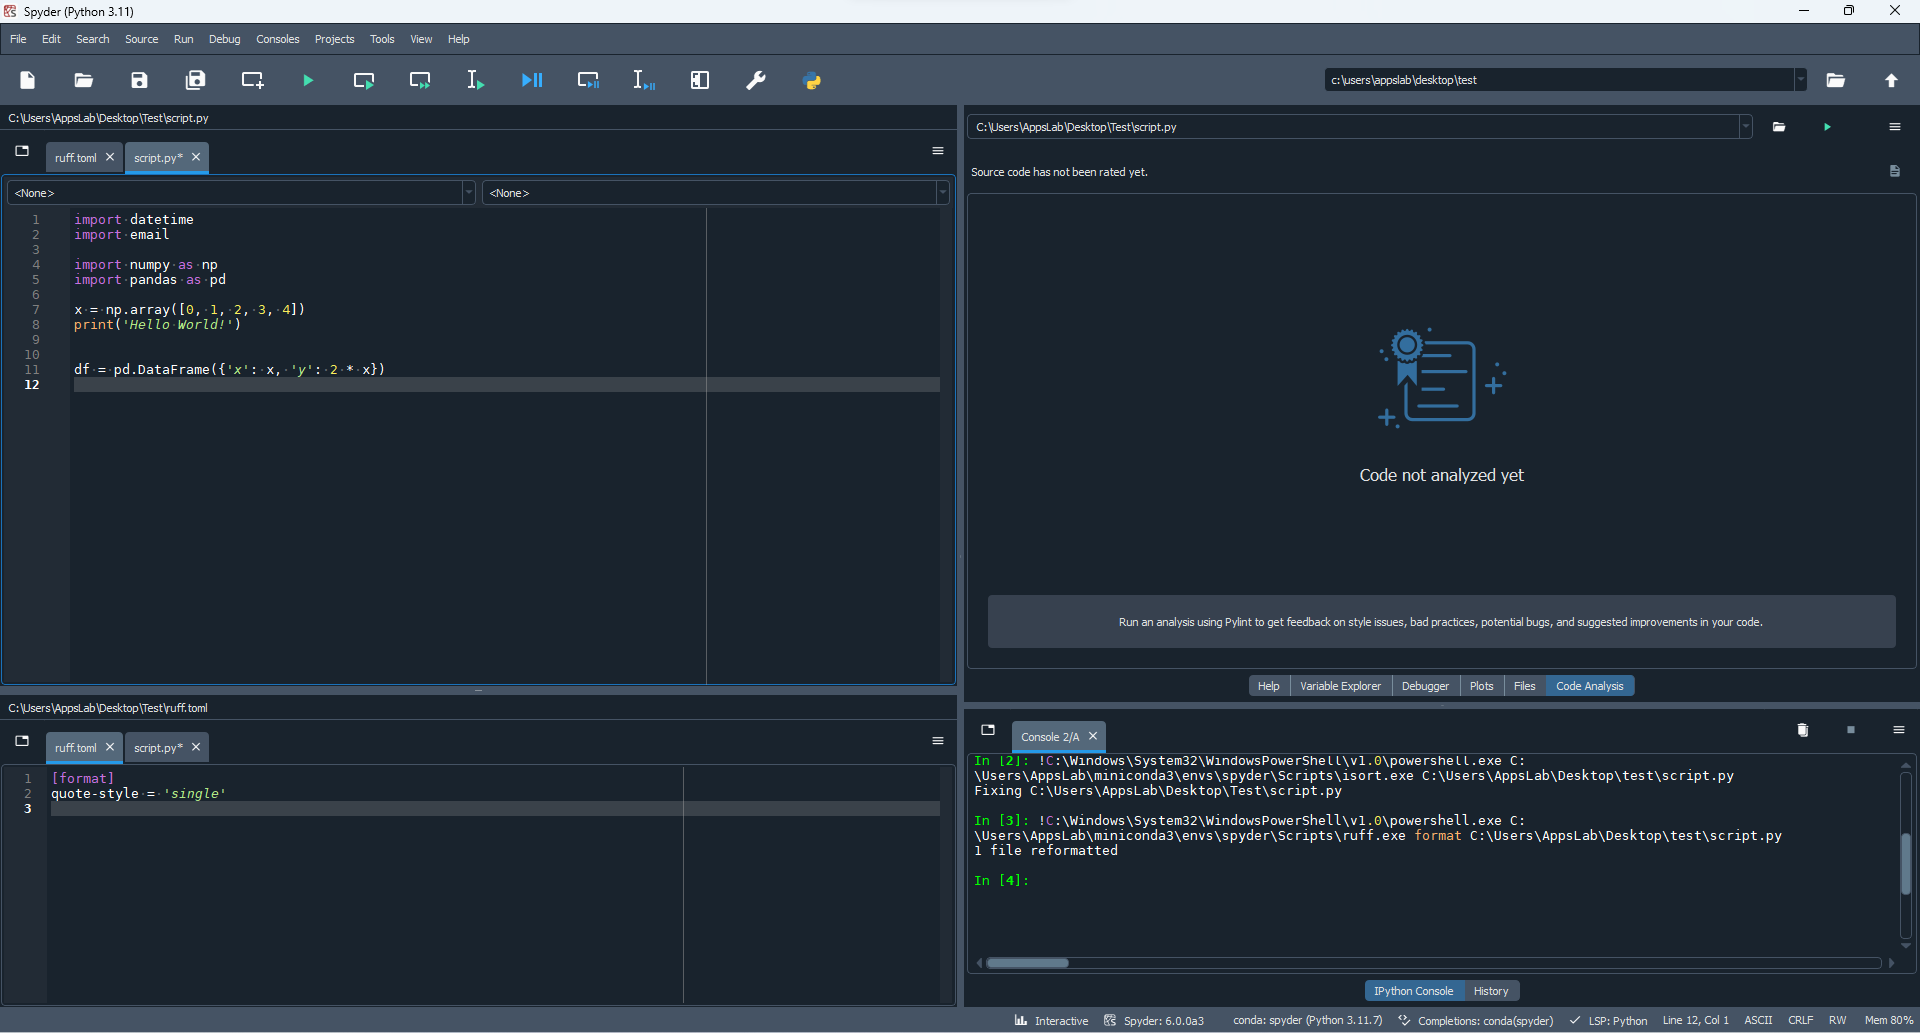 Spyder (Python 3.11)
File Edit Search Source Run Debug Consoles Projects Tools View Help
c:\users\appslab\desktop\test
C:\Users\AppsLab\Desktop\Test\script.py
ruff.toml script.py*
<None> <None>
1 import datetime
2 import email
3
4 import numpy as np
5 import pandas as pd
6
7 x = np.array([0, 1, 2, 3, 4])
8 print('Hello World!')
9
10
11 df = pd.DataFrame({'x': x, 'y': 2 * x})
12
C:\Users\AppsLab\Desktop\Test\ruff.toml
ruff.toml script.py*
1 [format]
2 quote-style = 'single'
3
C:\Users\AppsLab\Desktop\Test\script.py
Source code has not been rated yet.
Code not analyzed yet
Run an analysis using Pylint to get feedback on style issues, bad practices, potential bugs, and suggested improvements in your code.
Help Variable Explorer Debugger Plots Files Code Analysis
Console 2/A
In [2]: !C:\Windows\System32\WindowsPowerShell\v1.0\powershell.exe C:
\Users\AppsLab\miniconda3\envs\spyder\Scripts\isort.exe C:\Users\AppsLab\Desktop\test\script.py
Fixing C:\Users\AppsLab\Desktop\Test\script.py
In [3]: !C:\Windows\System32\WindowsPowerShell\v1.0\powershell.exe C:
\Users\AppsLab\miniconda3\envs\spyder\Scripts\ruff.exe format C:\Users\AppsLab\Desktop\test\script.py
1 file reformatted
In [4]:
IPython Console History
Interactive Spyder: 6.0.0a3 conda: spyder (Python 3.11.7) Completions: conda(spyder) LSP: Python Line 12, Col 1 ASCII CRLF RW Mem 80%